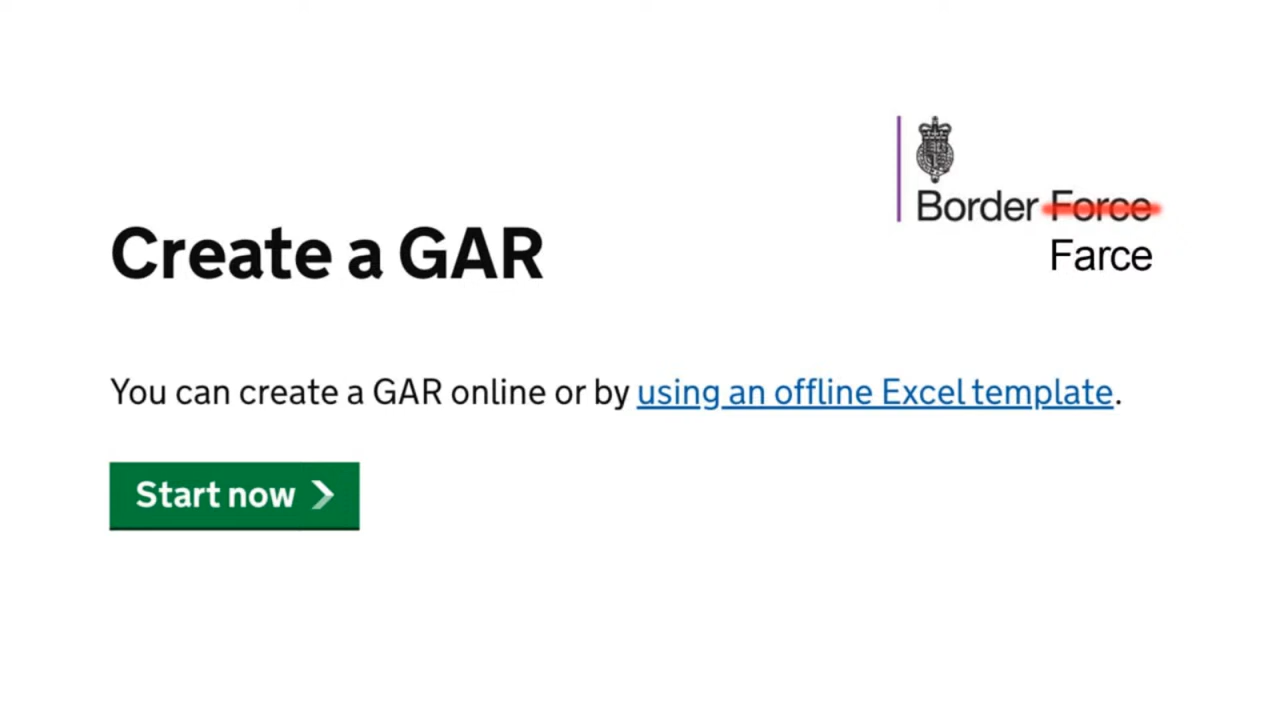 Border Force
Farce
Create a GAR
You can create a GAR online or by using an offline Excel template.
Start now